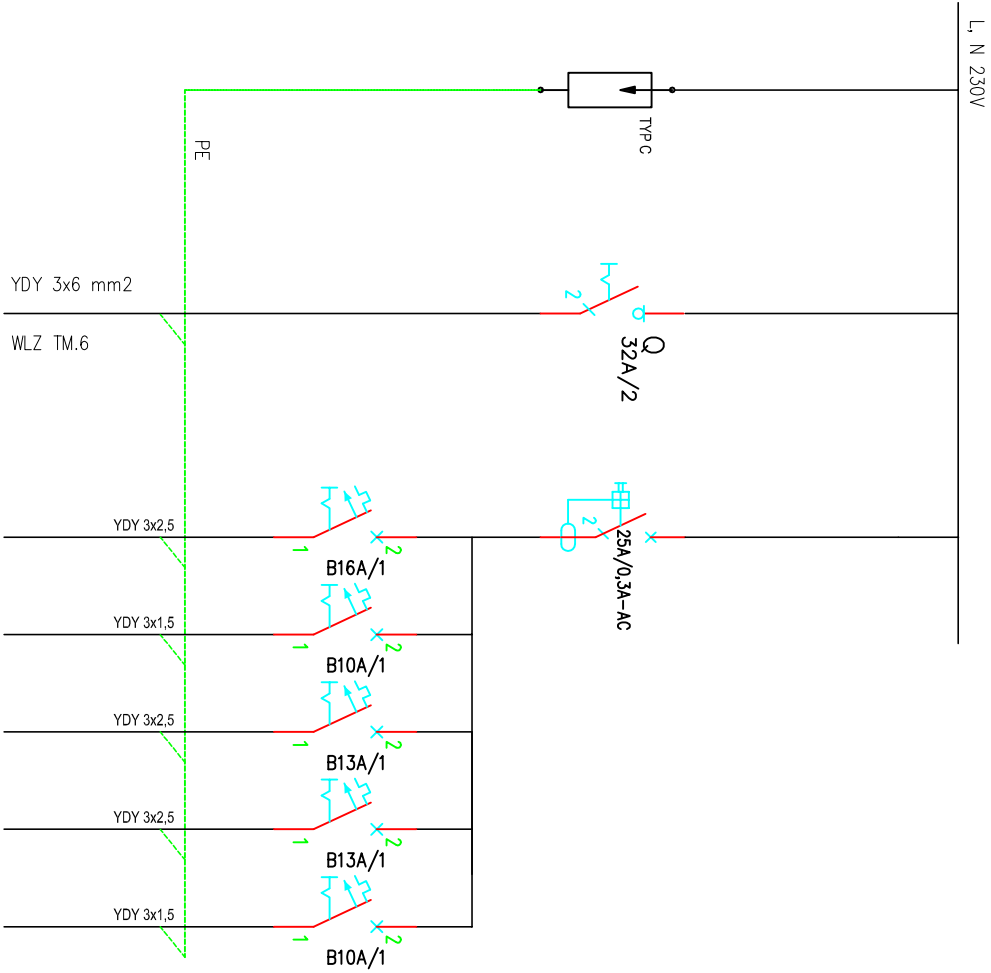 L, N 230V
TYP C
PE
YDY 3x6 mm2
WLZ TM.6
2
Q
32A/2
2
25A/0,3A-AC
YDY 3x2,5
1
2
B16A/1
YDY 3x1,5
1
2
B10A/1
YDY 3x2,5
1
2
B13A/1
YDY 3x2,5
1
2
B13A/1
YDY 3x1,5
1
2
B10A/1